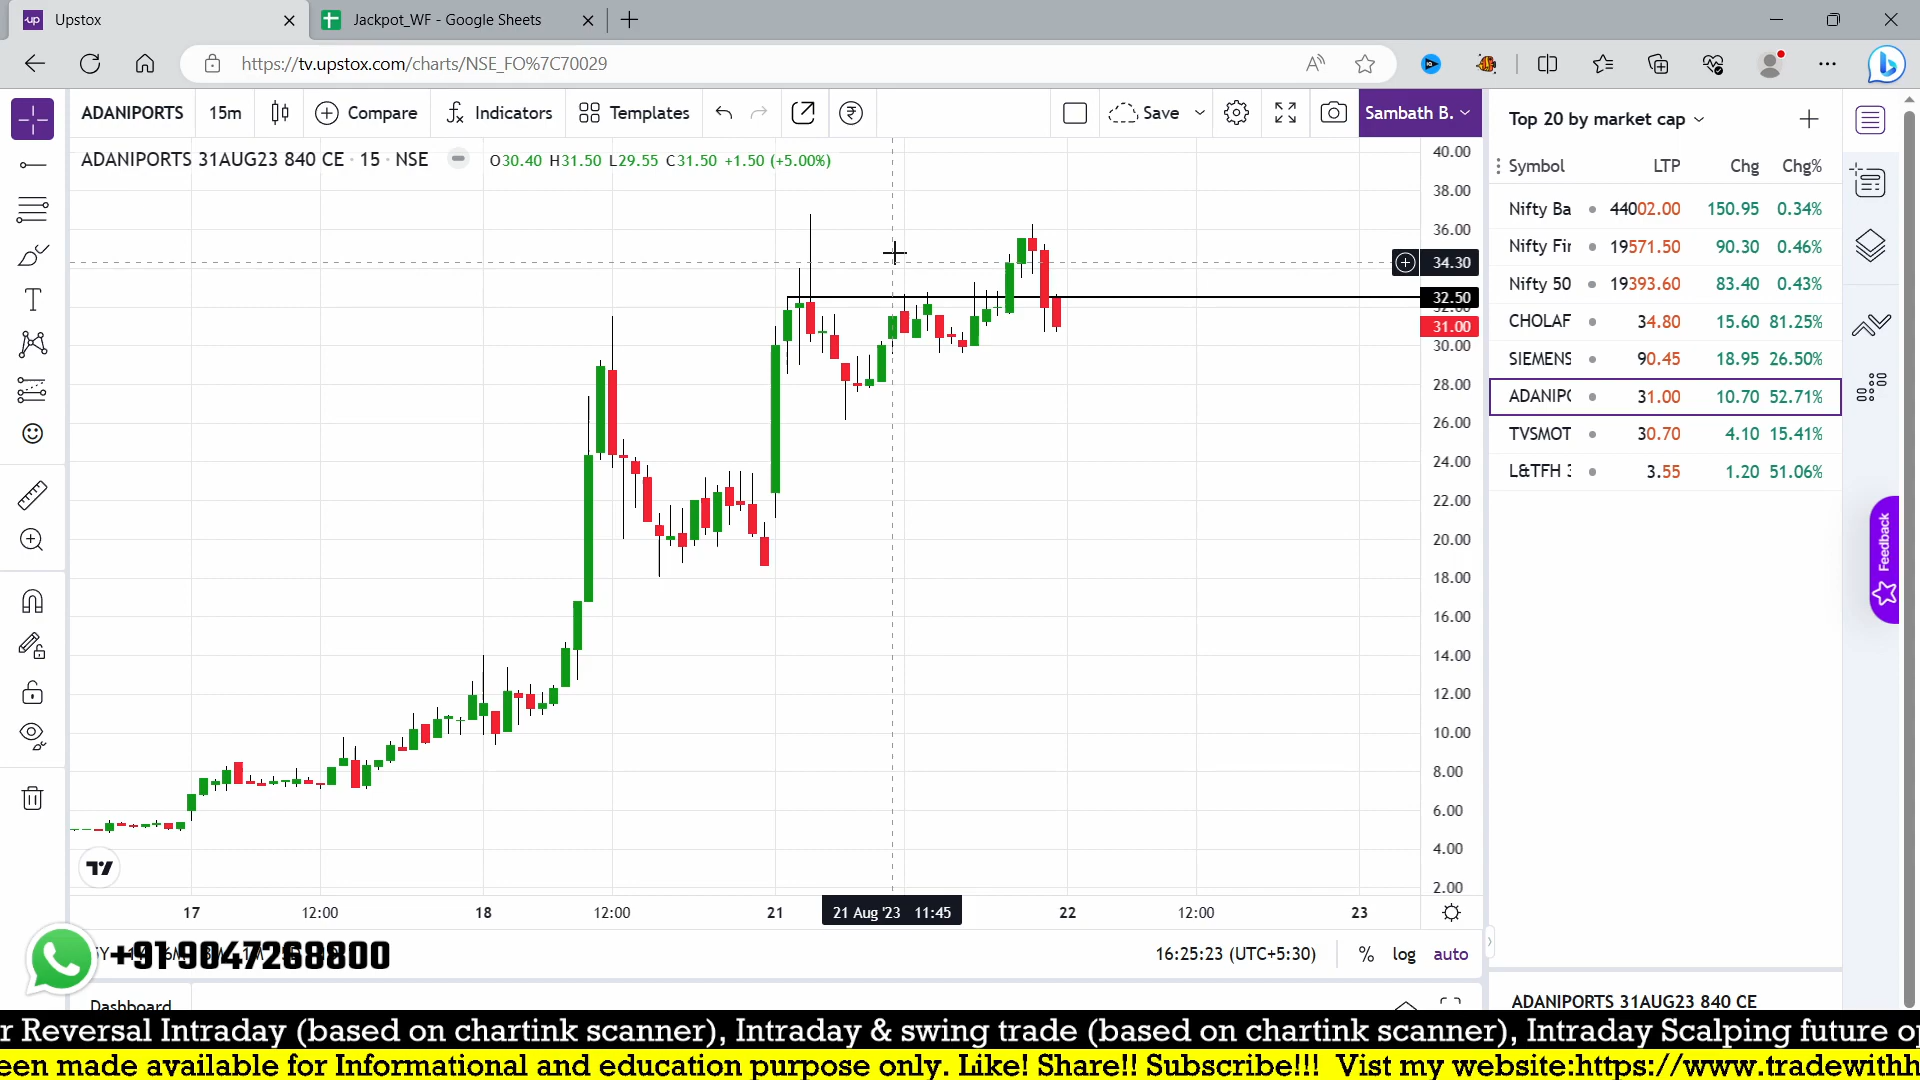 Upstox
Jackpot_WF - Google Sheets
https://tv.upstox.com/charts/NSE_FO%7C70029
ADANIPORTS 15m Compare Indicators Templates Save Sambath B.
ADANIPORTS 31AUG23 840 CE · 15 · NSE O30.40 H31.50 L29.55 C31.50 +1.50 (+5.00%)
40.00
38.00
36.00
34.30
32.50
32.00
31.00
30.00
28.00
26.00
24.00
22.00
20.00
18.00
16.00
14.00
12.00
10.00
8.00
6.00
4.00
2.00
17 12:00 18 12:00 21 21 Aug '23 11:45 22 12:00 23
16:25:23 (UTC+5:30) % log auto
+919047268800
Dashboard
Top 20 by market cap
Symbol LTP Chg Chg%
Nifty Ba 44002.00 150.95 0.34%
Nifty Fir 19571.50 90.30 0.46%
Nifty 50 19393.60 83.40 0.43%
CHOLAF 34.80 15.60 81.25%
SIEMENS 90.45 18.95 26.50%
ADANIPO 31.00 10.70 52.71%
TVSMOT 30.70 4.10 15.41%
L&TFH 3 3.55 1.20 51.06%
Feedback
ADANIPORTS 31AUG23 840 CE
r Reversal Intraday (based on chartink scanner), Intraday & swing trade (based on chartink scanner), Intraday Scalping future op
een made available for Informational and education purpose only. Like! Share!! Subscribe!!! Vist my website:https://www.tradewithh